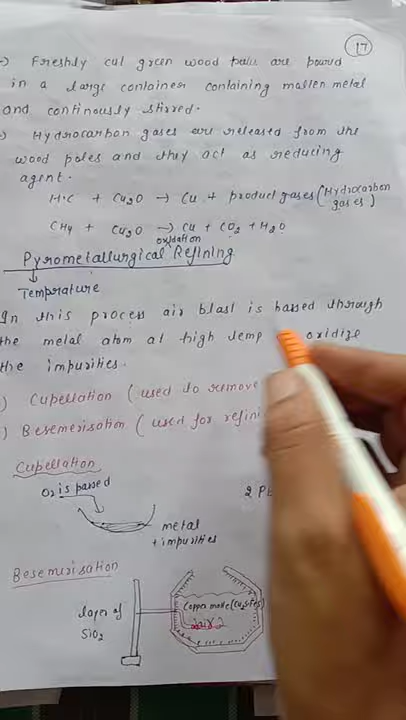 17
-) Freshly cut green wood pales are poured
in a large container containing molten metal
and continously stirred.
) Hydrocarbon gases are released from the
wood poles and they act as reducing
agent.
H·C + Cu2O → Cu + product gases (Hydrocarbon gases)
CH4 + Cu2O → Cu + CO2 + H2O
oxidation
Pyrometallurgical Refining
Temprature
In this process air blast is passed through
the metal atom at high temp oxidize
the impurities.
) Cupellation (used to remove
) Besemerisation (used for refini
Cupellation
O2 is passed
metal
+impurities
2 Pb
Besemerisation
layer of
SiO2
Copper matte (Cu2S+FeS)